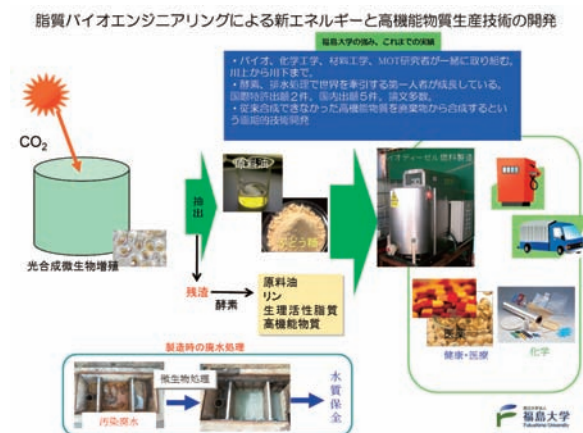 脂質バイオエンジニアリングによる新エネルギーと高機能物質生産技術の開発
福島大学の強み、これまでの実績
・バイオ、化学工学、材料工学、MOT研究者が一緒に取り組む。
川上から川下まで。
・酵素、排水処理で世界を牽引する第一人者が成長している。
国際特許出願2件、国内出願5件、論文多数。
・従来合成できなかった高機能物質を廃棄物から合成するとい
う画期的技術開発
CO₂
光合成微生物増殖
抽出
原料油
ぶどう糖
バイオディーゼル燃料製造
残渣
酵素
原料油
リン
生理活性脂質
高機能物質
健康・医療
化学
製造時の廃水処理
微生物処理
汚染廃水
水質保全
福島大学
Fukushima University